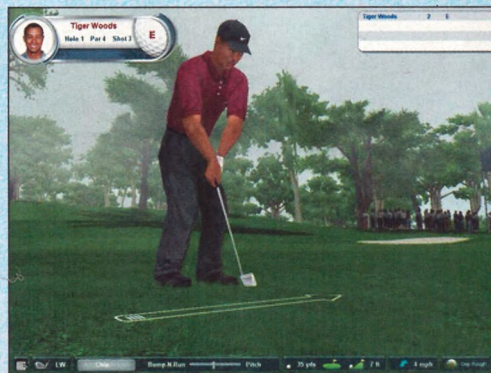 Tiger Woods
Hole 1 Par 4 Shot 3
E
Tiger Woods 2 E
LW
Chip
Bump N Run
Pitch
35 yds
7 ft
4 mph